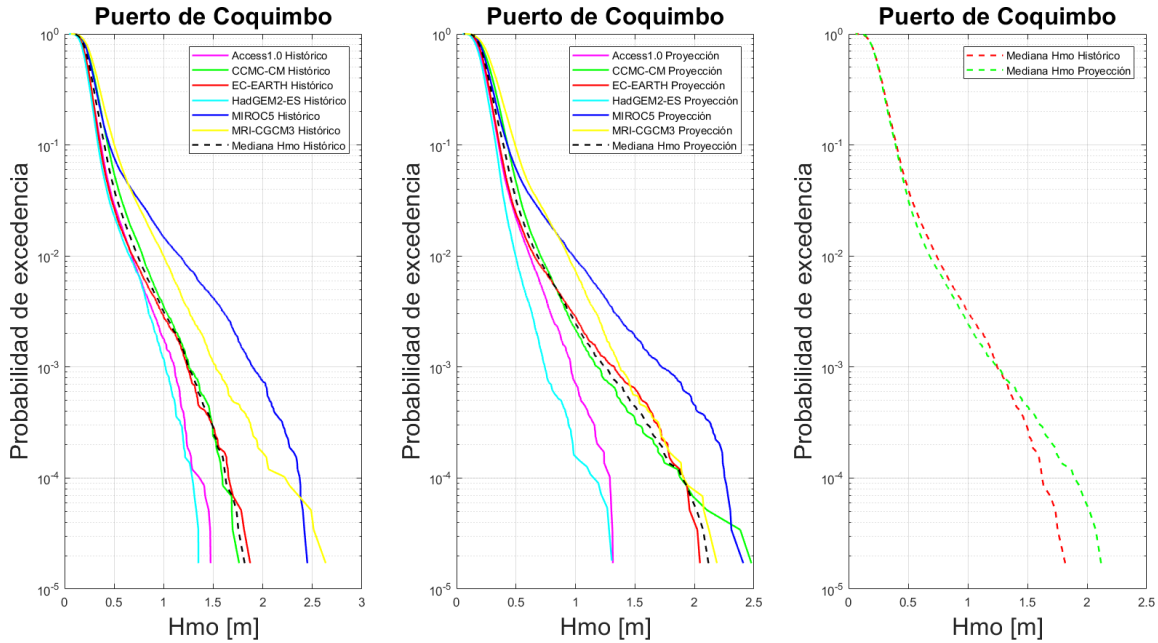 Puerto de Coquimbo
Probabilidad de excedencia
10^0
10^-1
10^-2
10^-3
10^-4
10^-5
Access1.0 Histórico
CCMC-CM Histórico
EC-EARTH Histórico
HadGEM2-ES Histórico
MIROC5 Histórico
MRI-CGCM3 Histórico
Mediana Hmo Histórico
0 0.5 1 1.5 2 2.5 3
Hmo [m]
Puerto de Coquimbo
Probabilidad de excedencia
10^0
10^-1
10^-2
10^-3
10^-4
10^-5
Access1.0 Proyección
CCMC-CM Proyección
EC-EARTH Proyección
HadGEM2-ES Proyección
MIROC5 Proyección
MRI-CGCM3 Proyección
Mediana Hmo Proyección
0 0.5 1 1.5 2 2.5
Hmo [m]
Puerto de Coquimbo
Probabilidad de excedencia
10^0
10^-1
10^-2
10^-3
10^-4
10^-5
Mediana Hmo Histórico
Mediana Hmo Proyección
0 0.5 1 1.5 2 2.5
Hmo [m]